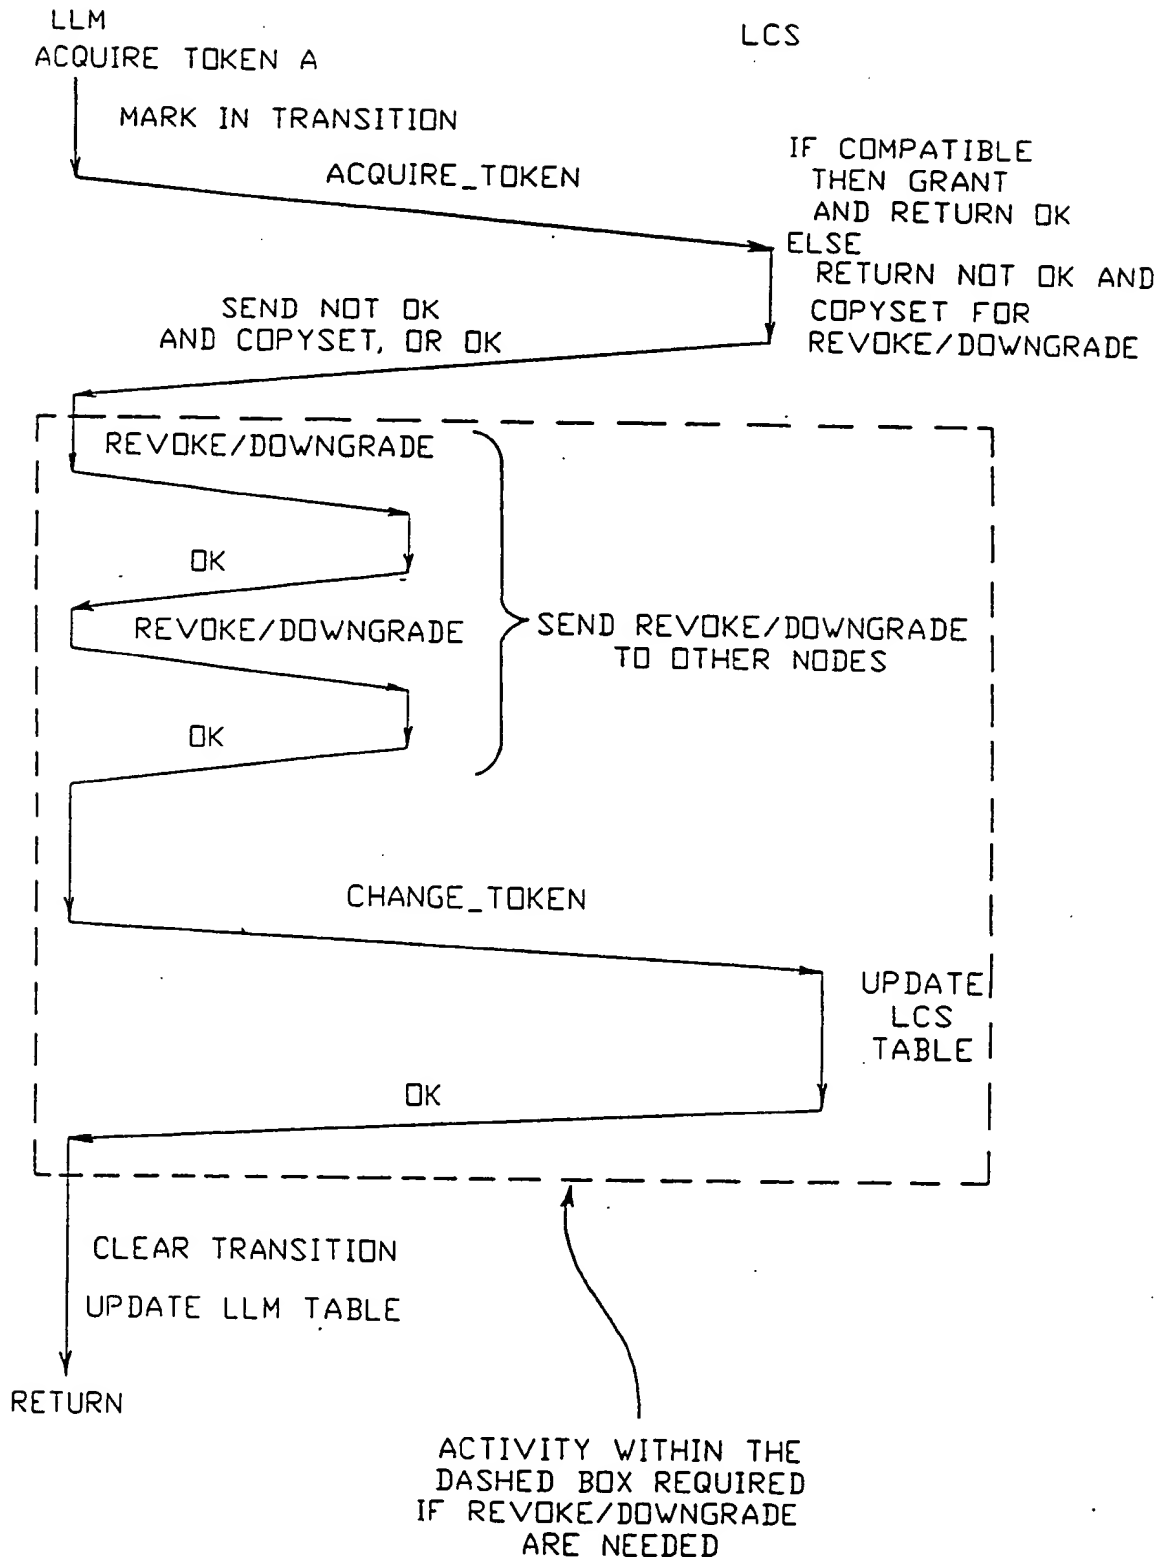 LLM
LCS
ACQUIRE TOKEN A
MARK IN TRANSITION
ACQUIRE_TOKEN
IF COMPATIBLE
THEN GRANT
AND RETURN OK
ELSE
RETURN NOT OK AND
COPYSET FOR
REVOKE/DOWNGRADE
SEND NOT OK
AND COPYSET, OR OK
REVOKE/DOWNGRADE
OK
REVOKE/DOWNGRADE
SEND REVOKE/DOWNGRADE
TO OTHER NODES
OK
CHANGE_TOKEN
UPDATE
LCS
TABLE
OK
CLEAR TRANSITION
UPDATE LLM TABLE
RETURN
ACTIVITY WITHIN THE
DASHED BOX REQUIRED
IF REVOKE/DOWNGRADE
ARE NEEDED